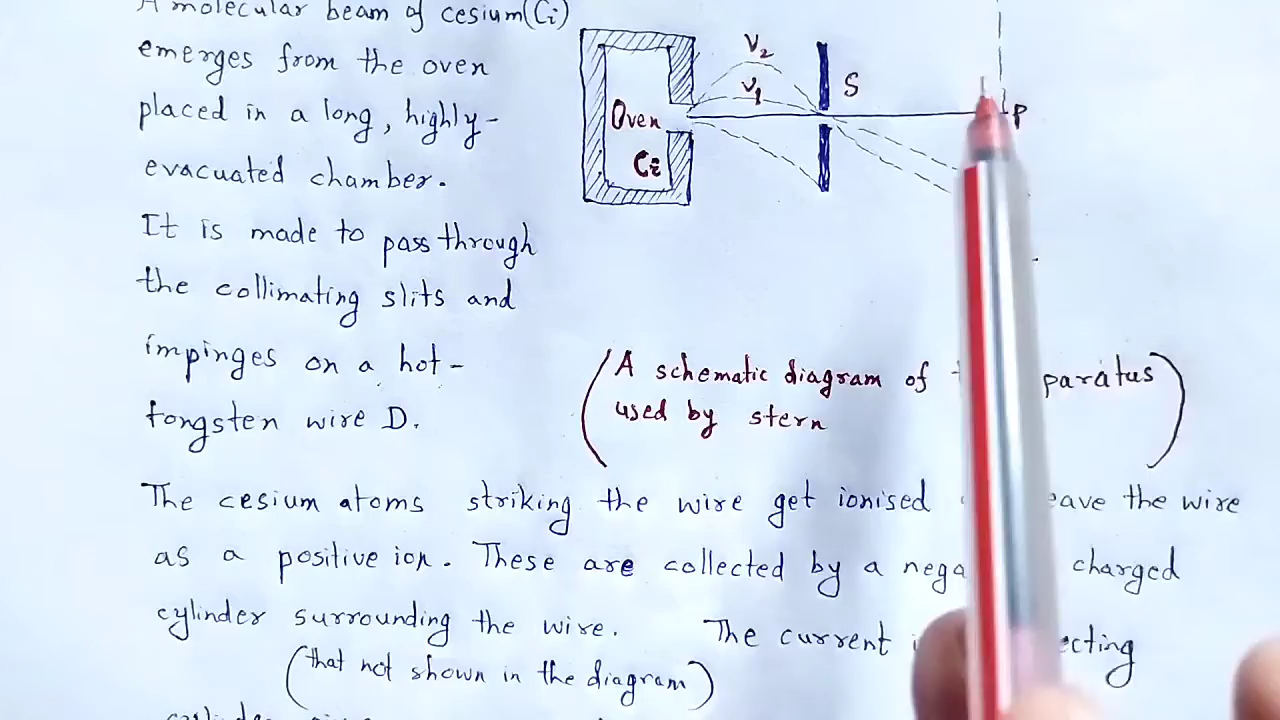 A molecular beam of cesium (Ci)
emerges from the oven
placed in a long, highly-
evacuated chamber.
It is made to pass through
the collimating slits and
impinges on a hot-
tongsten wire D.
V2
V1
S
Oven
Ci
P
(A schematic diagram of paratus
used by stern)
The cesium atoms striking the wire get ionised eave the wire
as a positive ion. These are collected by a nega charged
cylinder surrounding the wire. The current ecting
(that not shown in the diagram)